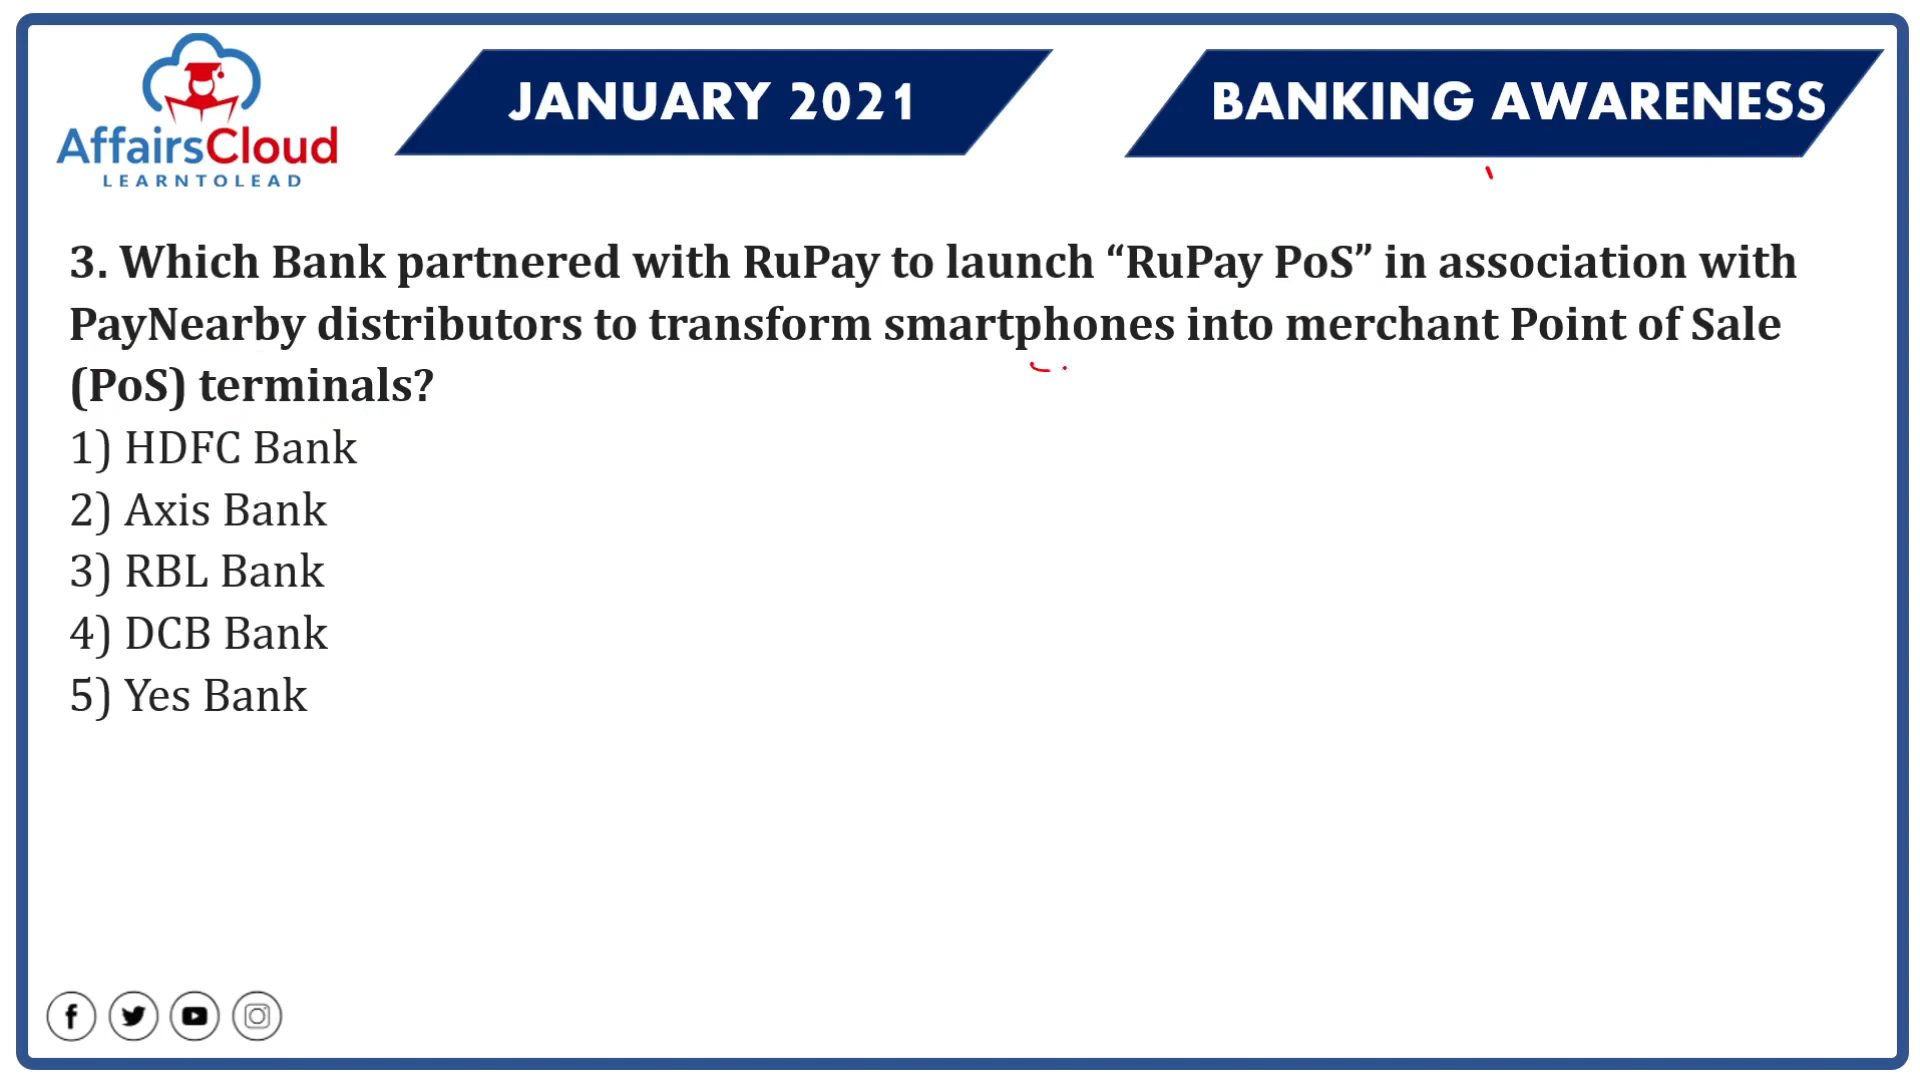 AffairsCloud
LEARNTOLEAD
JANUARY 2021
BANKING AWARENESS
3. Which Bank partnered with RuPay to launch “RuPay PoS” in association with
PayNearby distributors to transform smartphones into merchant Point of Sale
(PoS) terminals?
1) HDFC Bank
2) Axis Bank
3) RBL Bank
4) DCB Bank
5) Yes Bank